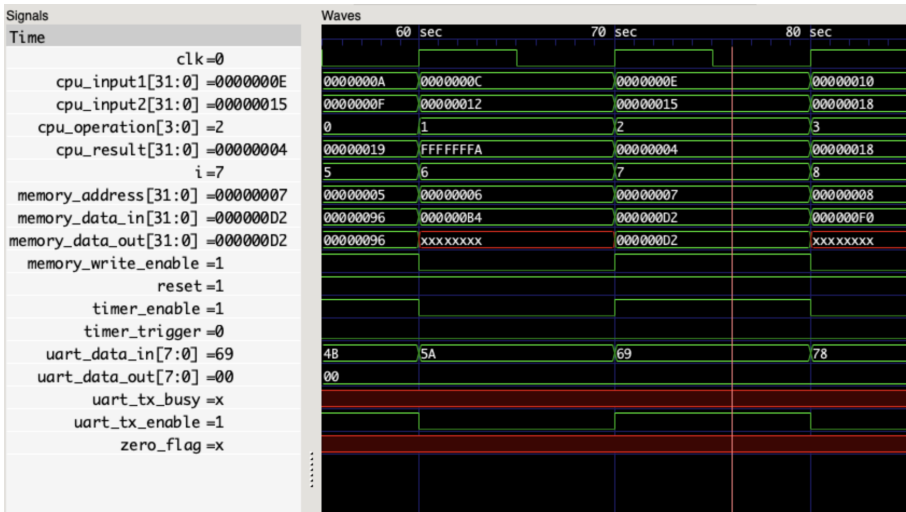 Signals
Waves
Time
60 sec 70 sec 80 sec
clk=0
cpu_input1[31:0] =0000000E 0000000A 0000000C 0000000E 00000010
cpu_input2[31:0] =00000015 0000000F 00000012 00000015 00000018
cpu_operation[3:0] =2 0 1 2 3
cpu_result[31:0] =00000004 00000019 FFFFFFFA 00000004 00000018
i=7 5 6 7 8
memory_address[31:0] =00000007 00000005 00000006 00000007 00000008
memory_data_in[31:0] =000000D2 00000096 000000B4 000000D2 000000F0
memory_data_out[31:0] =000000D2 00000096 xxxxxxxx 000000D2 xxxxxxxx
memory_write_enable =1
reset=1
timer_enable =1
timer_trigger=0
uart_data_in[7:0] =69 4B 5A 69 78
uart_data_out[7:0] =00 00
uart_tx_busy=x
uart_tx_enable =1
zero_flag=x